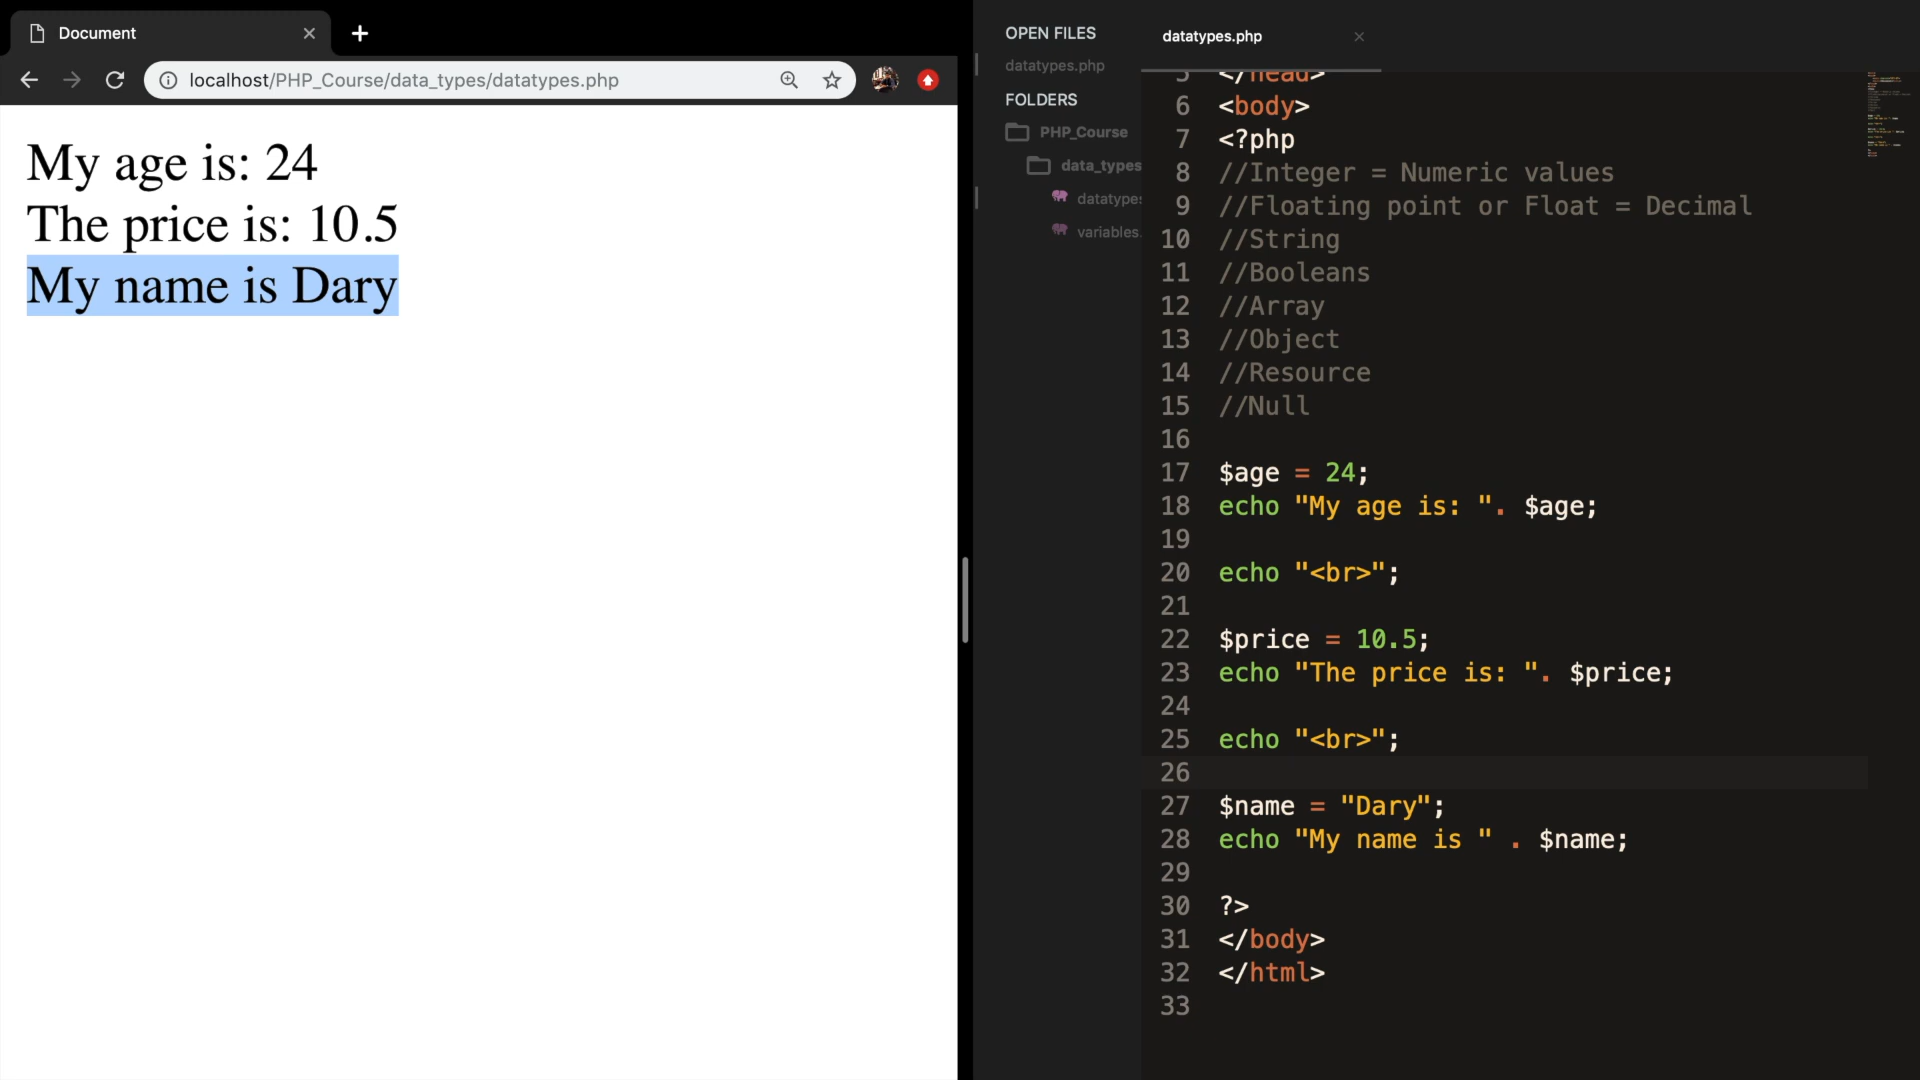 Document
localhost/PHP_Course/data_types/datatypes.php
My age is: 24
The price is: 10.5
My name is Dary
OPEN FILES
datatypes.php
FOLDERS
PHP_Course
data_types
datatypes
variables.
datatypes.php
5 </head>
6 <body>
7 <?php
8 //Integer = Numeric values
9 //Floating point or Float = Decimal
10 //String
11 //Booleans
12 //Array
13 //Object
14 //Resource
15 //Null
16
17 $age = 24;
18 echo "My age is: ". $age;
19
20 echo "<br>";
21
22 $price = 10.5;
23 echo "The price is: ". $price;
24
25 echo "<br>";
26
27 $name = "Dary";
28 echo "My name is " . $name;
29
30 ?>
31 </body>
32 </html>
33